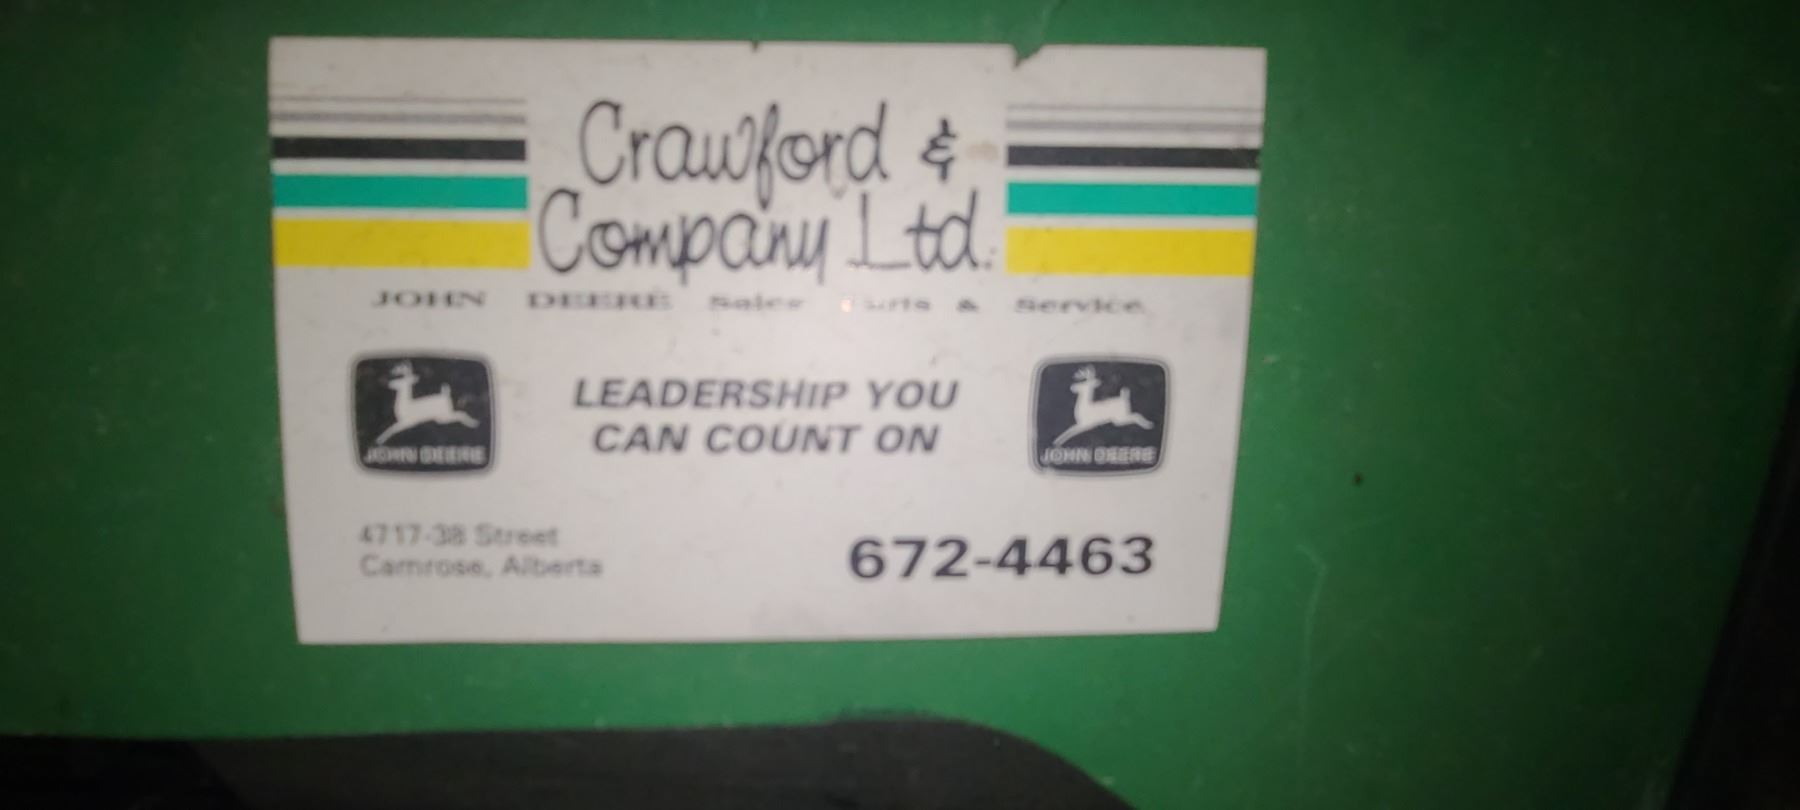 Crawford &
Company Ltd.
JOHN DEERE Sales Parts & Service
JOHN DEERE
LEADERSHIP YOU
CAN COUNT ON
JOHN DEERE
4717-38 Street
Camrose, Alberta
672-4463